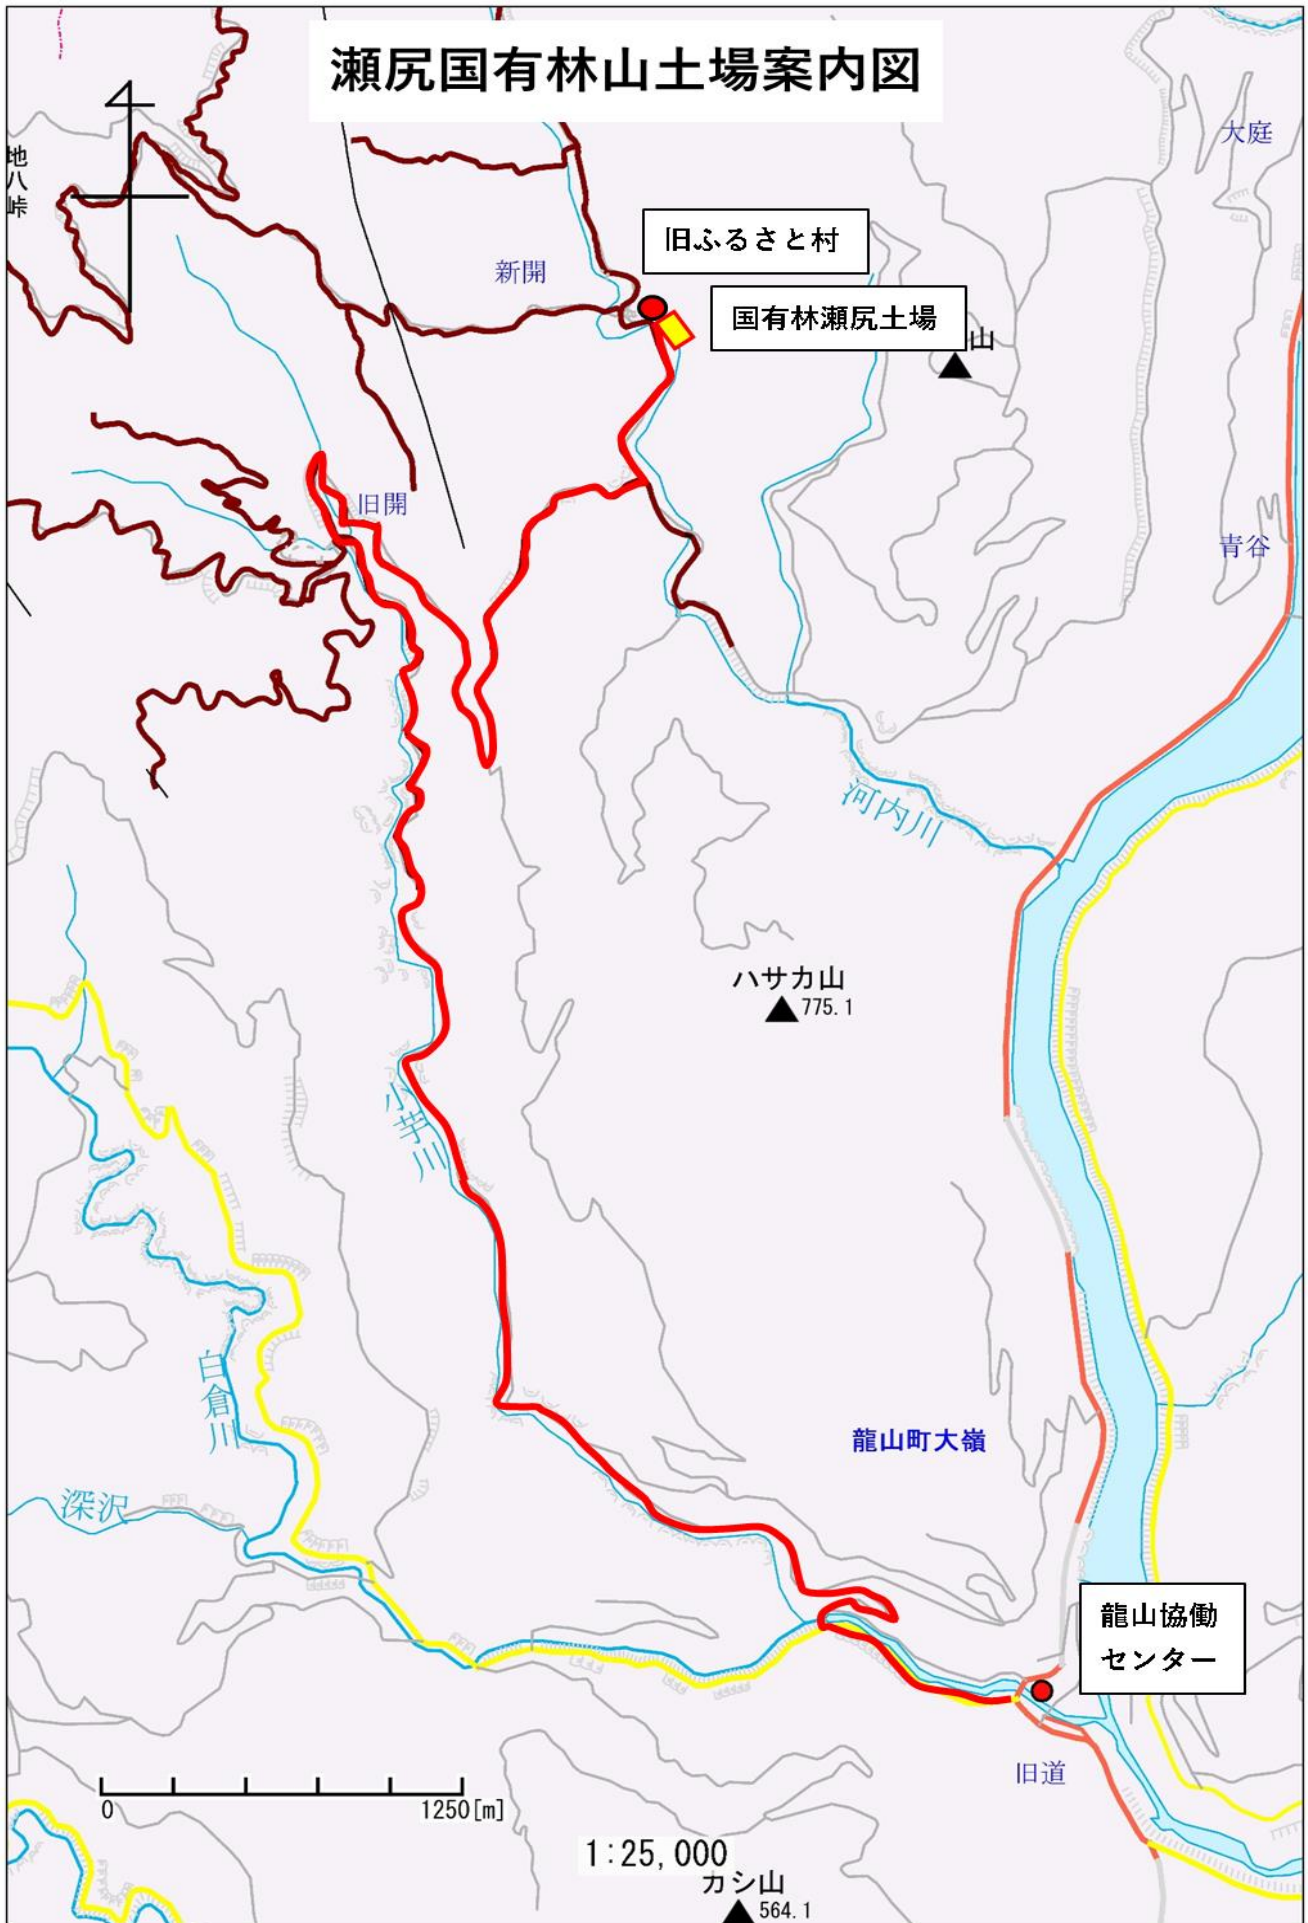 瀬尻国有林山土場案内図
大庭
地八峠
旧ふるさと村
新開
国有林瀬尻土場
山
旧開
青谷
河内川
ハサカ山
775.1
小芋川
白倉川
龍山町大嶺
深沢
龍山協働
センター
旧道
0
1250[m]
1:25,000
カシ山
564.1